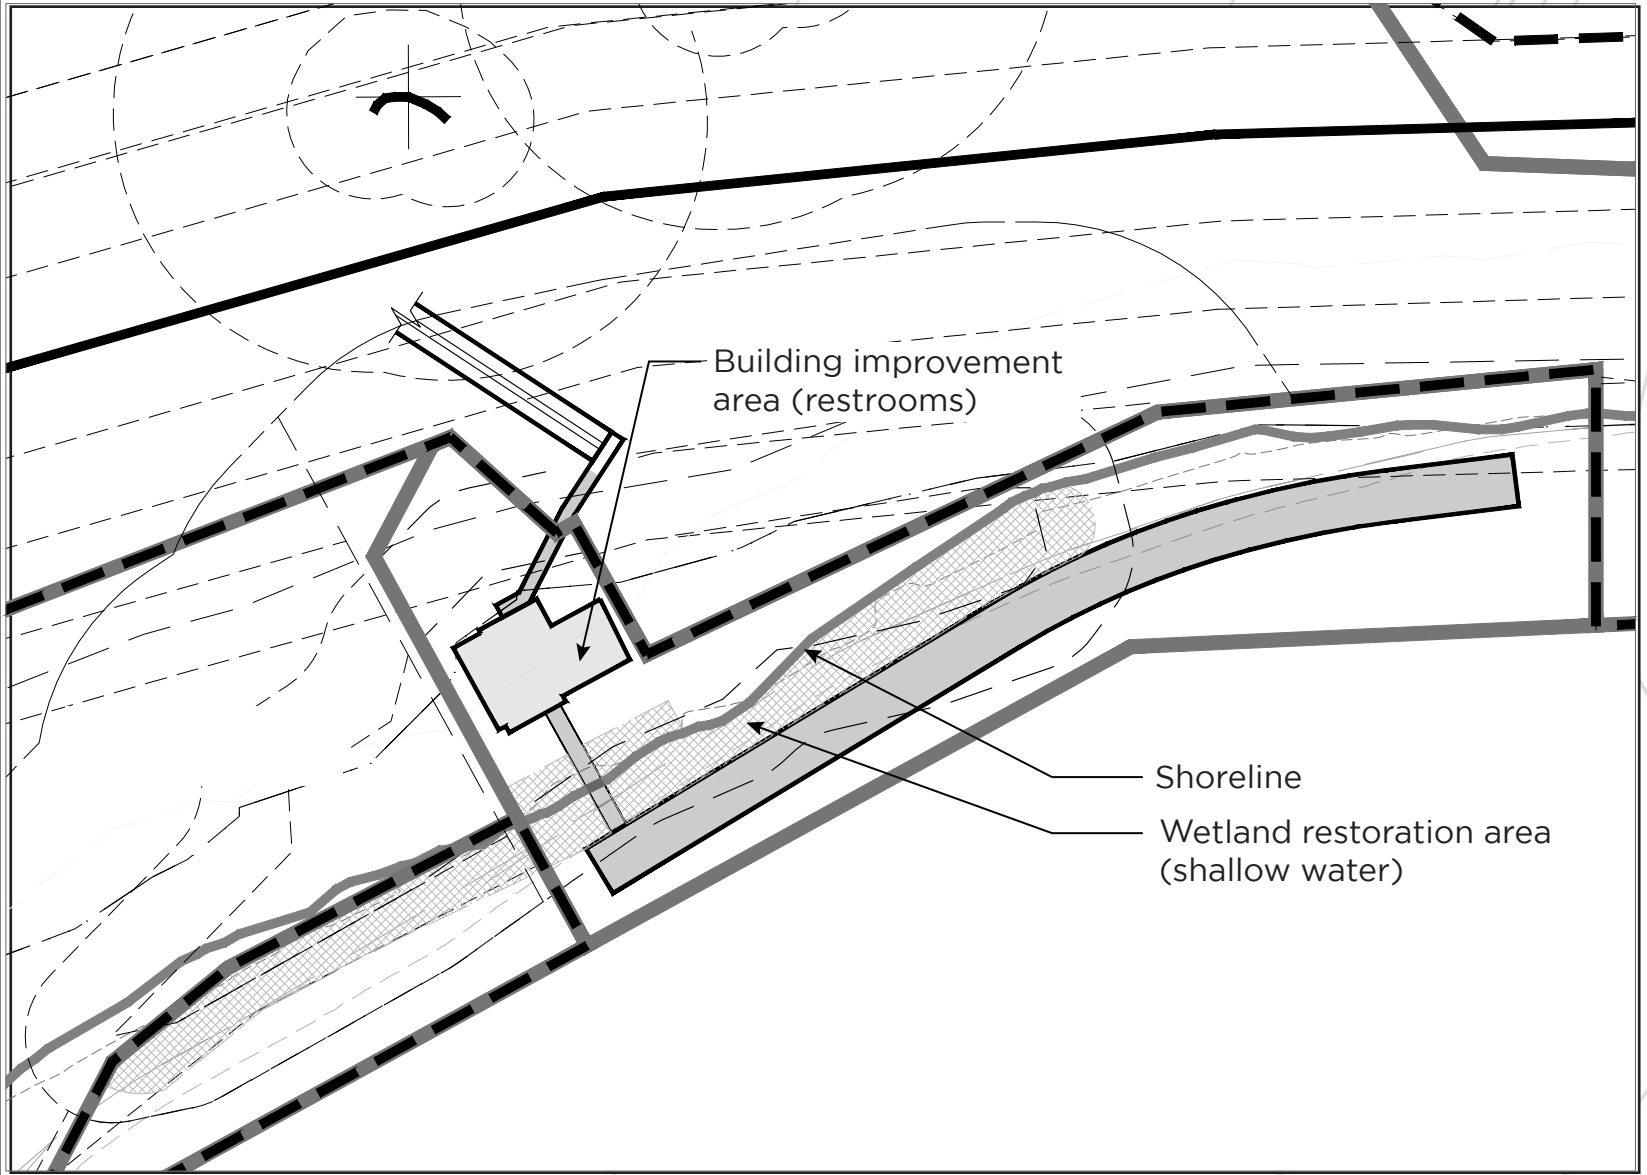 Building improvement
area (restrooms)
Shoreline
Wetland restoration area
(shallow water)